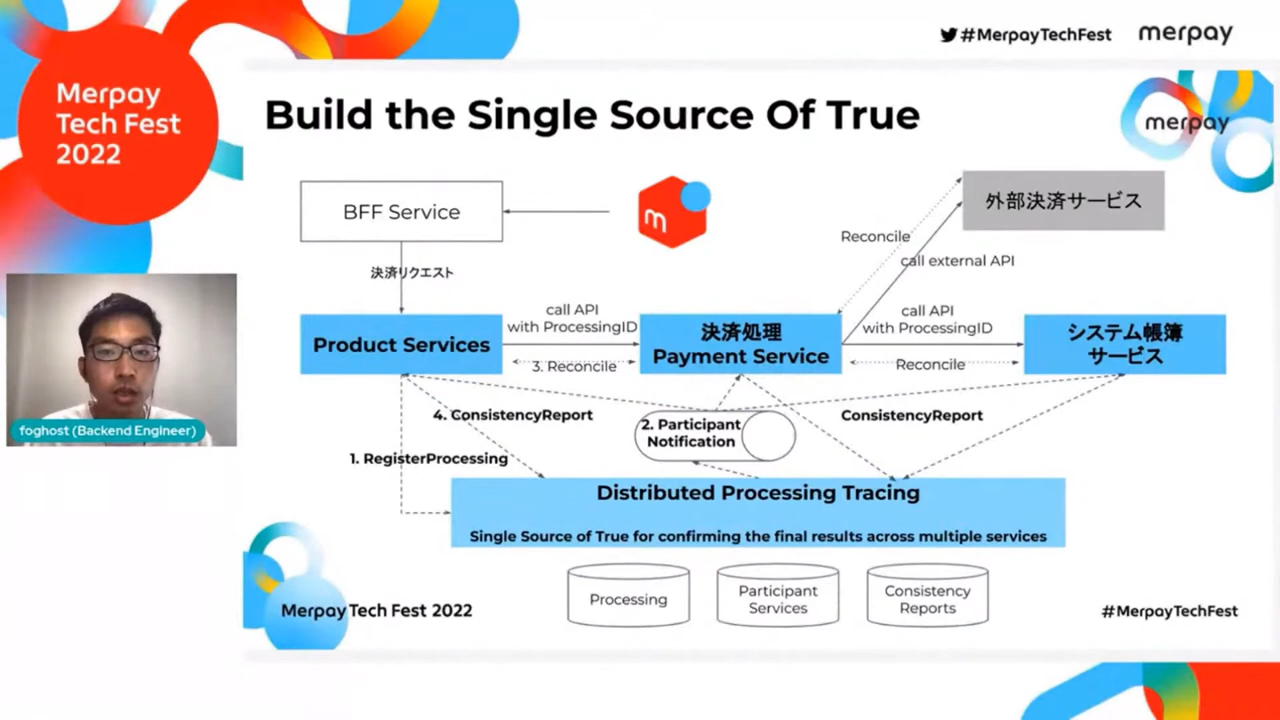 #MerpayTechFest
merpay
Merpay
Tech Fest
2022
Build the Single Source Of True
merpay
BFF Service
m
外部決済サービス
Reconcile
call external API
決済リクエスト
call API
with ProcessingID
call API
with ProcessingID
Product Services
決済処理
Payment Service
システム帳簿
サービス
3. Reconcile
Reconcile
4. ConsistencyReport
2. Participant
Notification
ConsistencyReport
foghost (Backend Engineer)
1. RegisterProcessing
Distributed Processing Tracing
Single Source of True for confirming the final results across multiple services
Processing
Participant
Services
Consistency
Reports
Merpay Tech Fest 2022
#MerpayTechFest